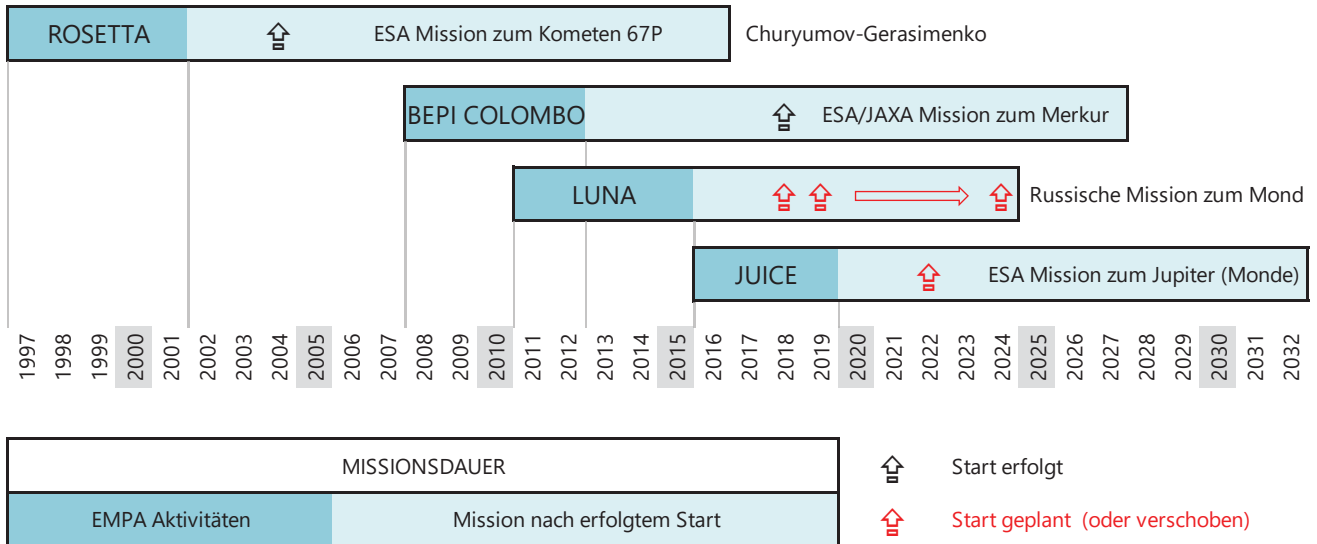 ROSETTA ESA Mission zum Kometen 67P Churyumov-Gerasimenko
BEPI COLOMBO ESA/JAXA Mission zum Merkur
LUNA Russische Mission zum Mond
JUICE ESA Mission zum Jupiter (Monde)
1997 1998 1999 2000 2001 2002 2003 2004 2005 2006 2007 2008 2009 2010 2011 2012 2013 2014 2015 2016 2017 2018 2019 2020 2021 2022 2023 2024 2025 2026 2027 2028 2029 2030 2031 2032
MISSIONSDAUER Start erfolgt
EMPA Aktivitäten Mission nach erfolgtem Start Start geplant (oder verschoben)